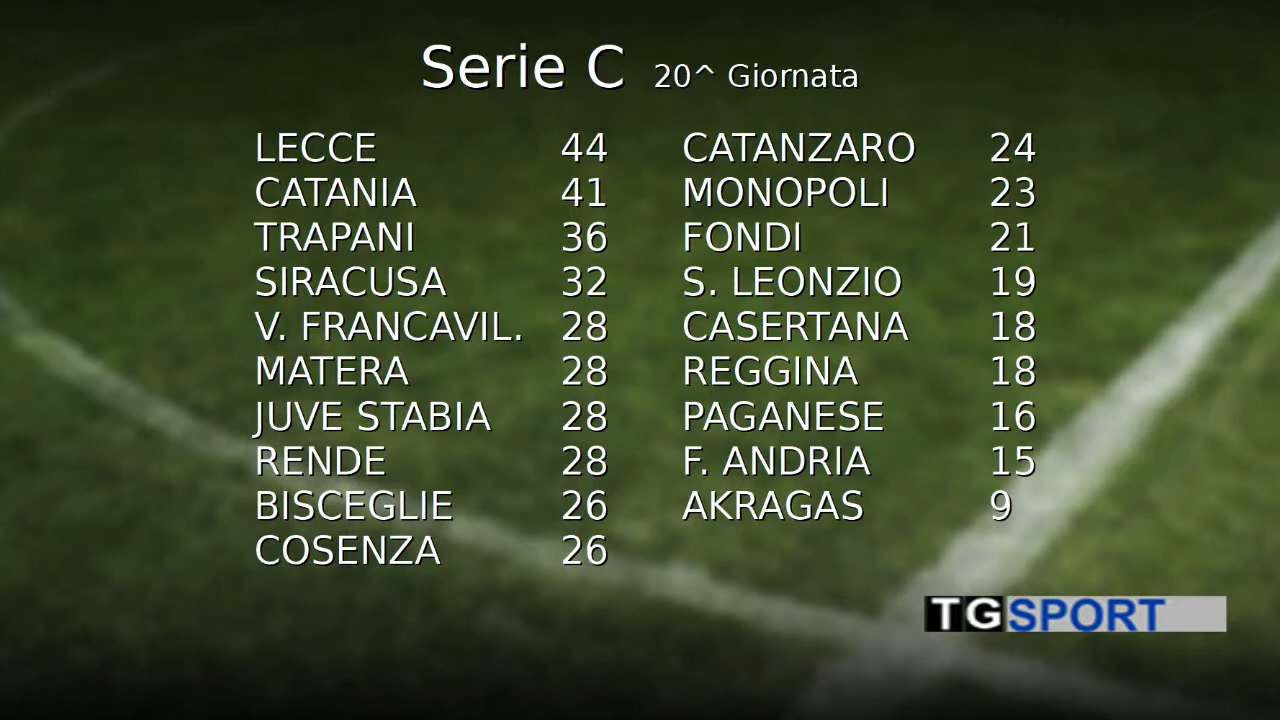 Serie C 20^ Giornata
LECCE 44
CATANIA 41
TRAPANI 36
SIRACUSA 32
V. FRANCAVIL. 28
MATERA 28
JUVE STABIA 28
RENDE 28
BISCEGLIE 26
COSENZA 26
CATANZARO 24
MONOPOLI 23
FONDI 21
S. LEONZIO 19
CASERTANA 18
REGGINA 18
PAGANESE 16
F. ANDRIA 15
AKRAGAS 9
TGSPORT